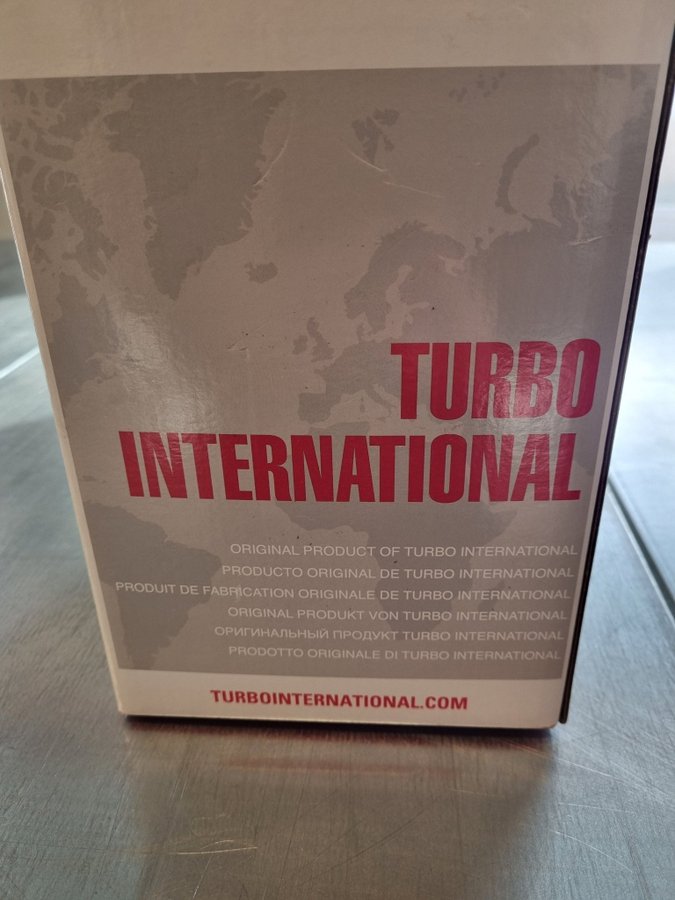 TURBO
INTERNATIONAL
ORIGINAL PRODUCT OF TURBO INTERNATIONAL
PRODUCTO ORIGINAL DE TURBO INTERNATIONAL
PRODUIT DE FABRICATION ORIGINALE DE TURBO INTERNATIONAL
ORIGINAL PRODUKT VON TURBO INTERNATIONAL
ОРИГИНАЛЬНЫЙ ПРОДУКТ TURBO INTERNATIONAL
PRODOTTO ORIGINALE DI TURBO INTERNATIONAL
TURBOINTERNATIONAL.COM